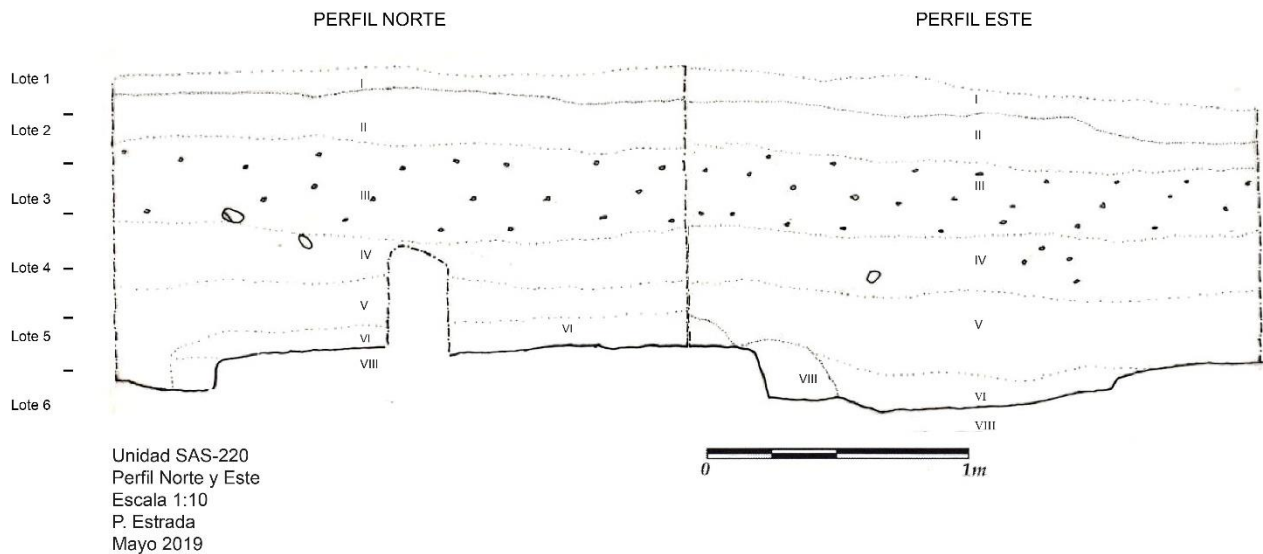 PERFIL NORTE
PERFIL ESTE
Lote 1
Lote 2
Lote 3
Lote 4
Lote 5
Lote 6
I
II
III
IV
V
VI
VIII
VI
I
II
III
IV
V
VIII
VI
VIII
0 1m
Unidad SAS-220
Perfil Norte y Este
Escala 1:10
P. Estrada
Mayo 2019